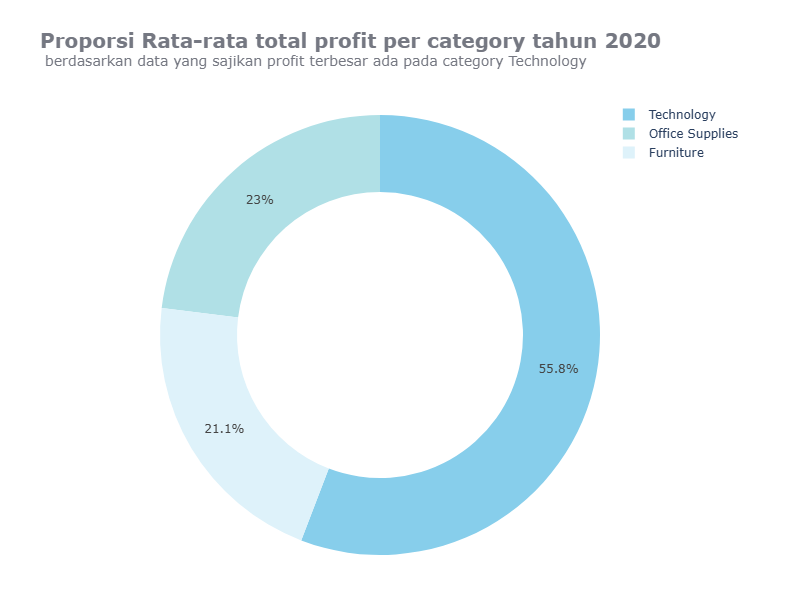 Proporsi Rata-rata total profit per category tahun 2020
berdasarkan data yang sajikan profit terbesar ada pada category Technology
Technology
Office Supplies
Furniture
23%
55.8%
21.1%